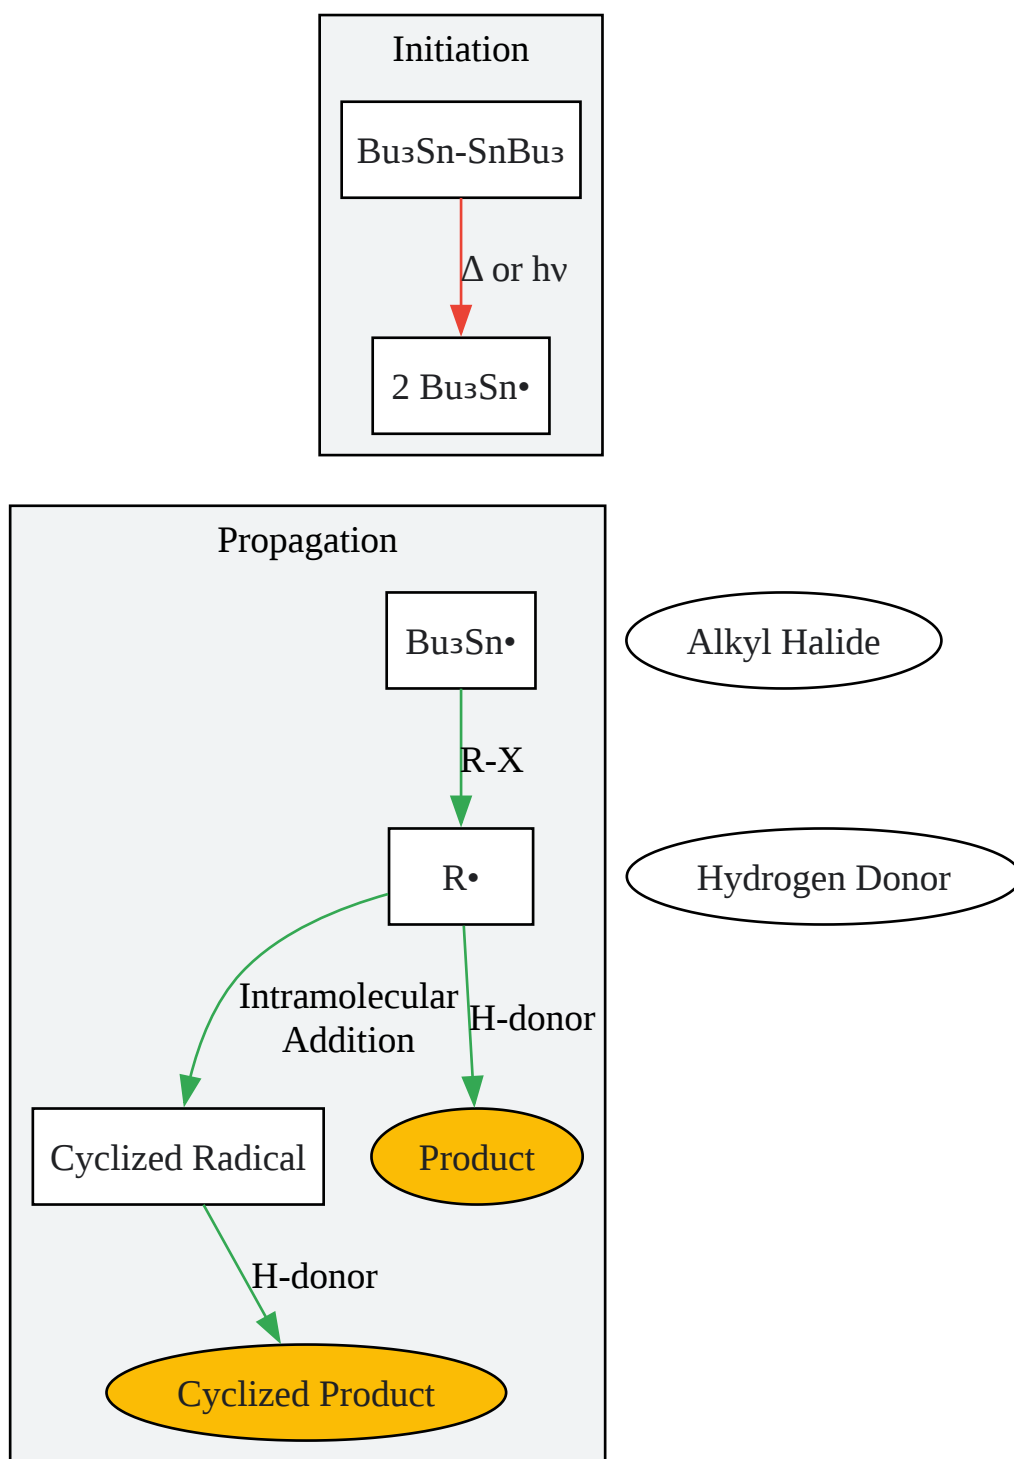 Initiation
Bu₃Sn-SnBu₃
Δ or hν
2 Bu₃Sn•
Propagation
Bu₃Sn•
Alkyl Halide
R-X
R•
Hydrogen Donor
Intramolecular
Addition
H-donor
Cyclized Radical
Product
H-donor
Cyclized Product